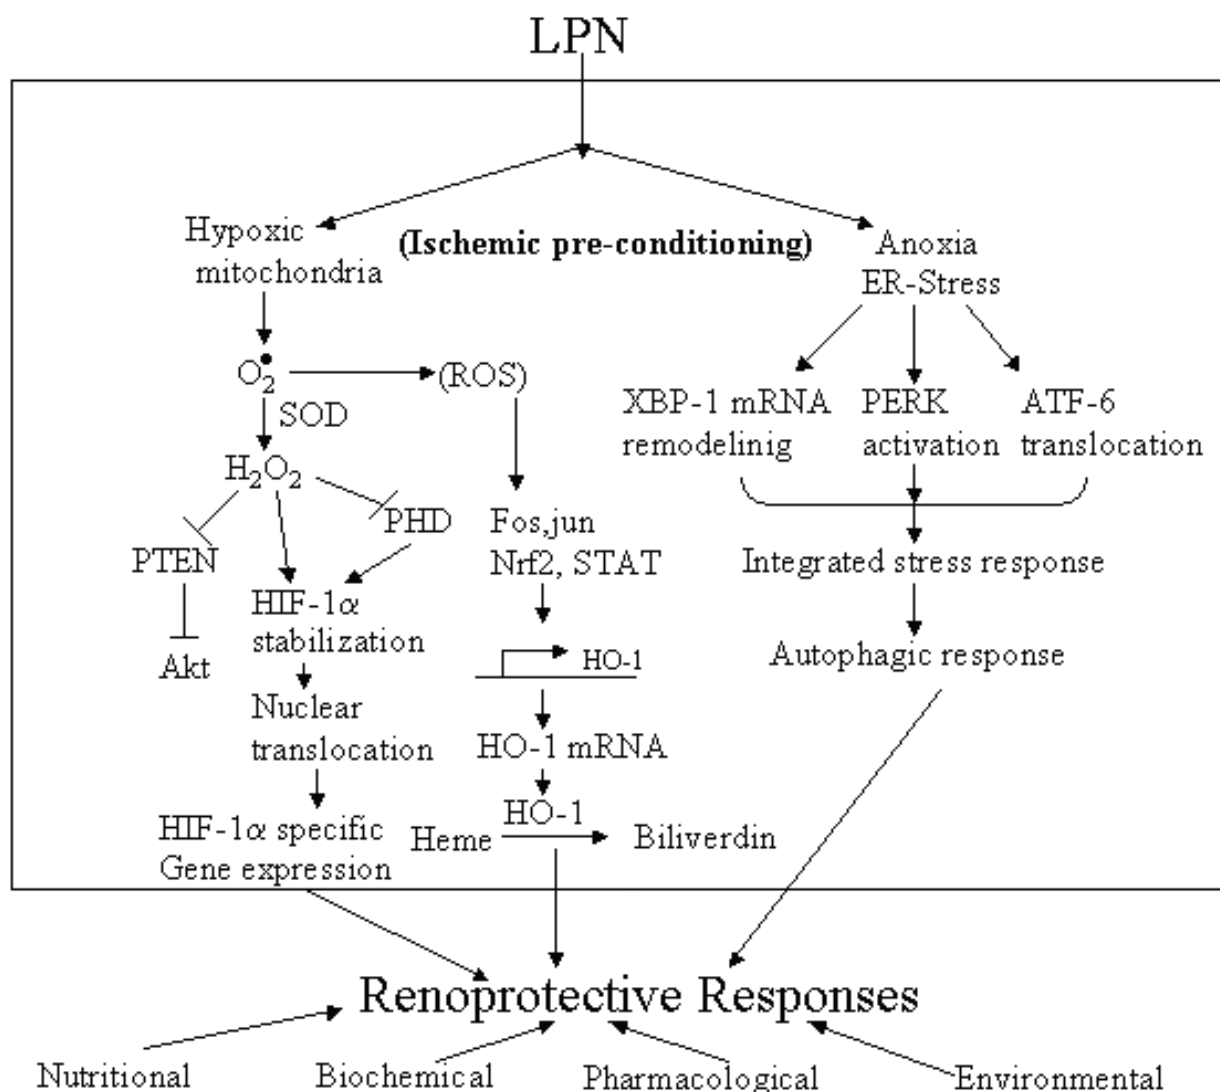 LPN
Hypoxic
mitochondria
(Ischemic pre-conditioning)
Anoxia
ER-Stress
O₂•
(ROS)
SOD
H₂O₂
XBP-1 mRNA
remodelinig
PERK
activation
ATF-6
translocation
PTEN
PHD
Akt
HIF-1α
stabilization
Nuclear
translocation
HIF-1α specific
Gene expression
Fos,jun
Nrf2, STAT
HO-1
HO-1 mRNA
HO-1
Heme
Biliverdin
Integrated stress response
Autophagic response
Renoprotective Responses
Nutritional
Biochemical
Pharmacological
Environmental